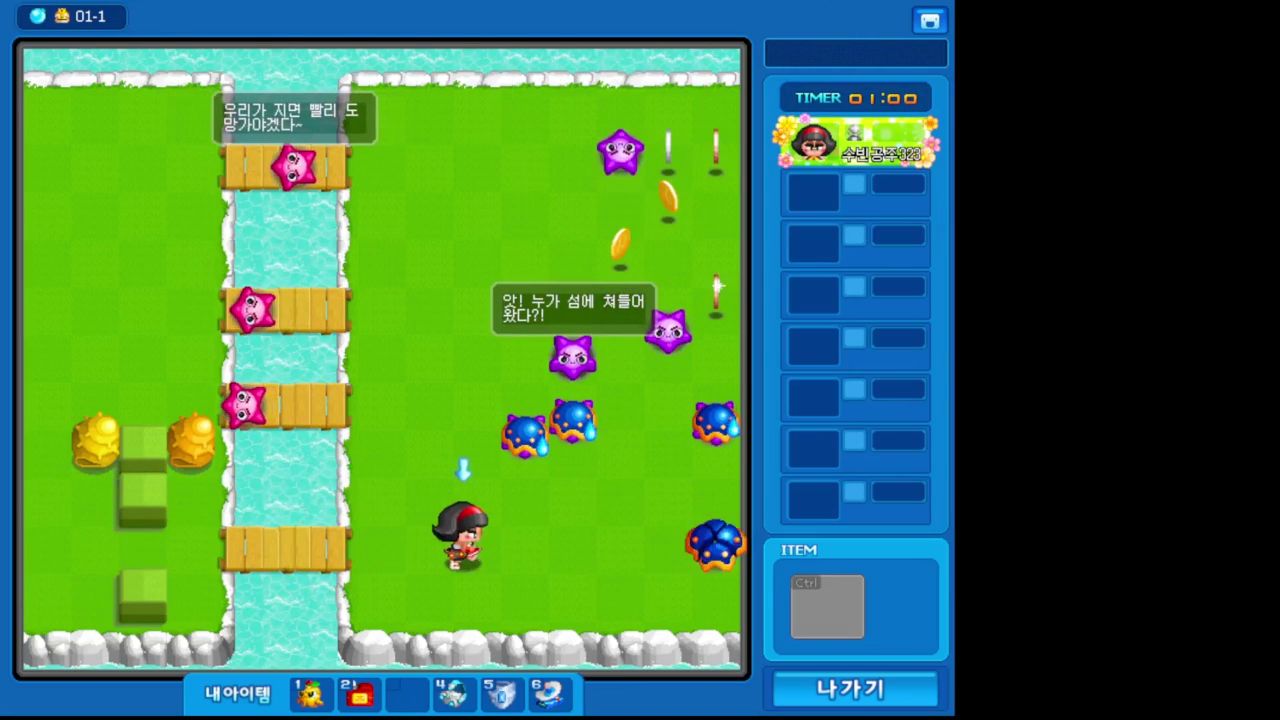 01-1
우리가 지면 빨리 도
망가야겠다~
앗! 누가 섬에 쳐들어
왔다?!
TIMER 01:00
수빈공주323
ITEM
Ctrl
내아이템
1
2
4
5
6
나가기